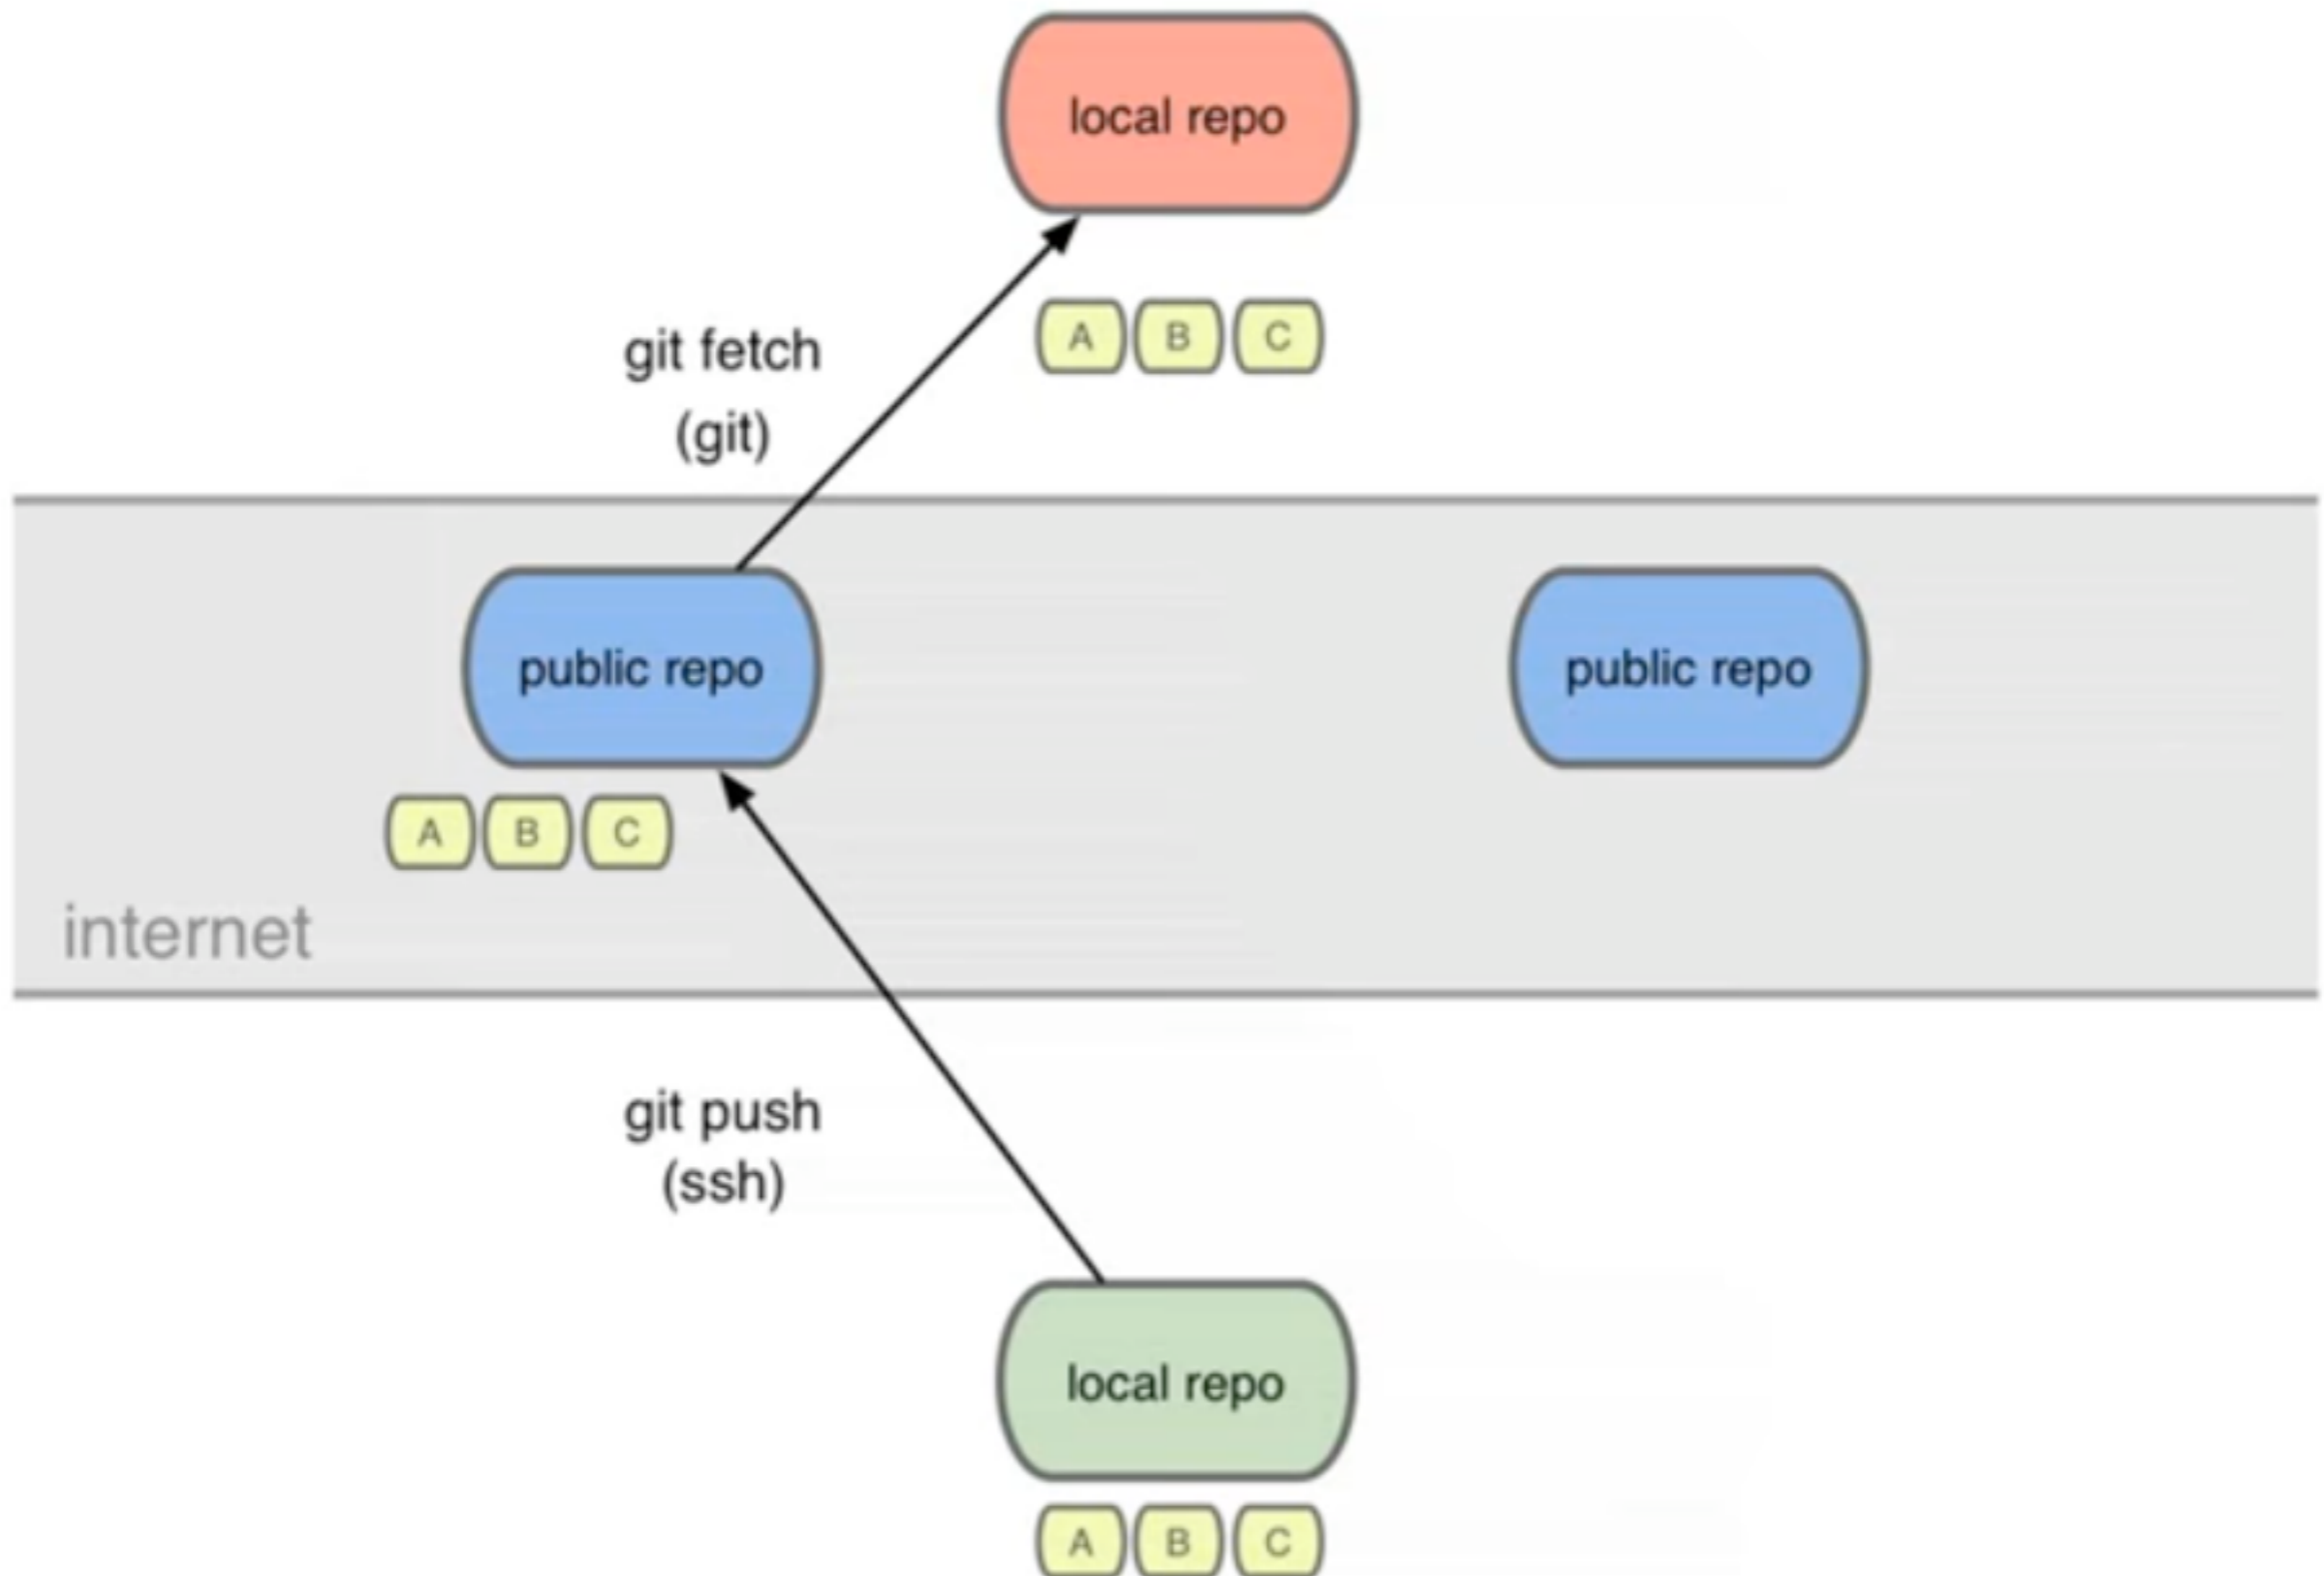 local repo
A B C
git fetch
(git)
public repo
public repo
A B C
internet
git push
(ssh)
local repo
A B C